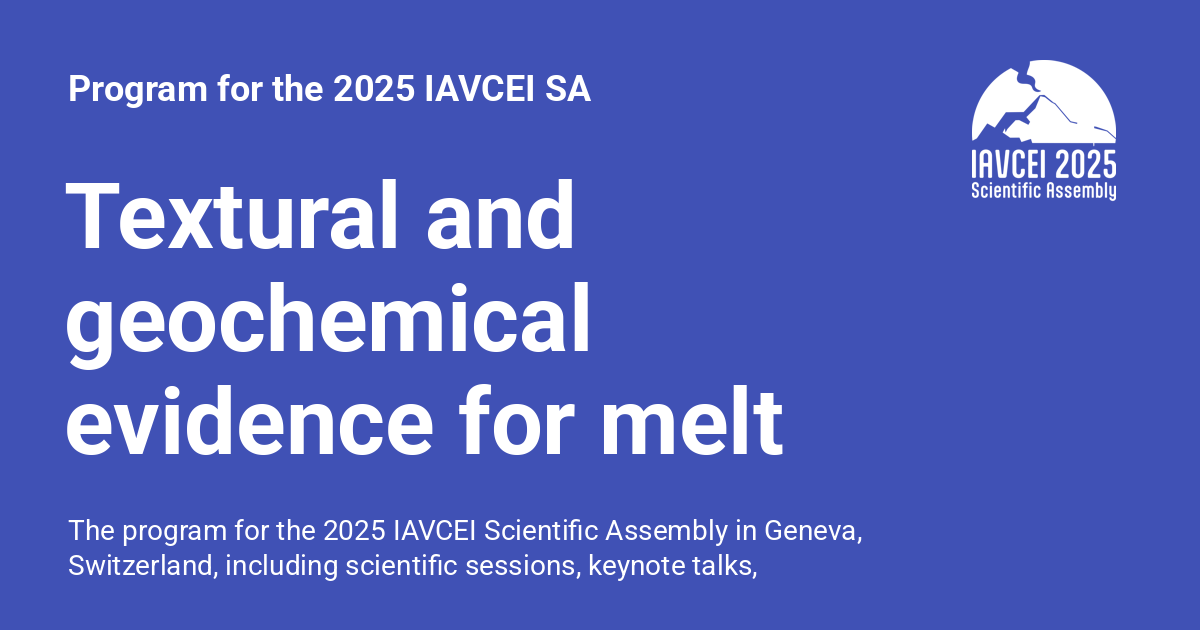 Program for the 2025 IAVCEI SA
IAVCEI 2025
Scientific Assembly
Textural and
geochemical
evidence for melt
The program for the 2025 IAVCEI Scientific Assembly in Geneva,
Switzerland, including scientific sessions, keynote talks,